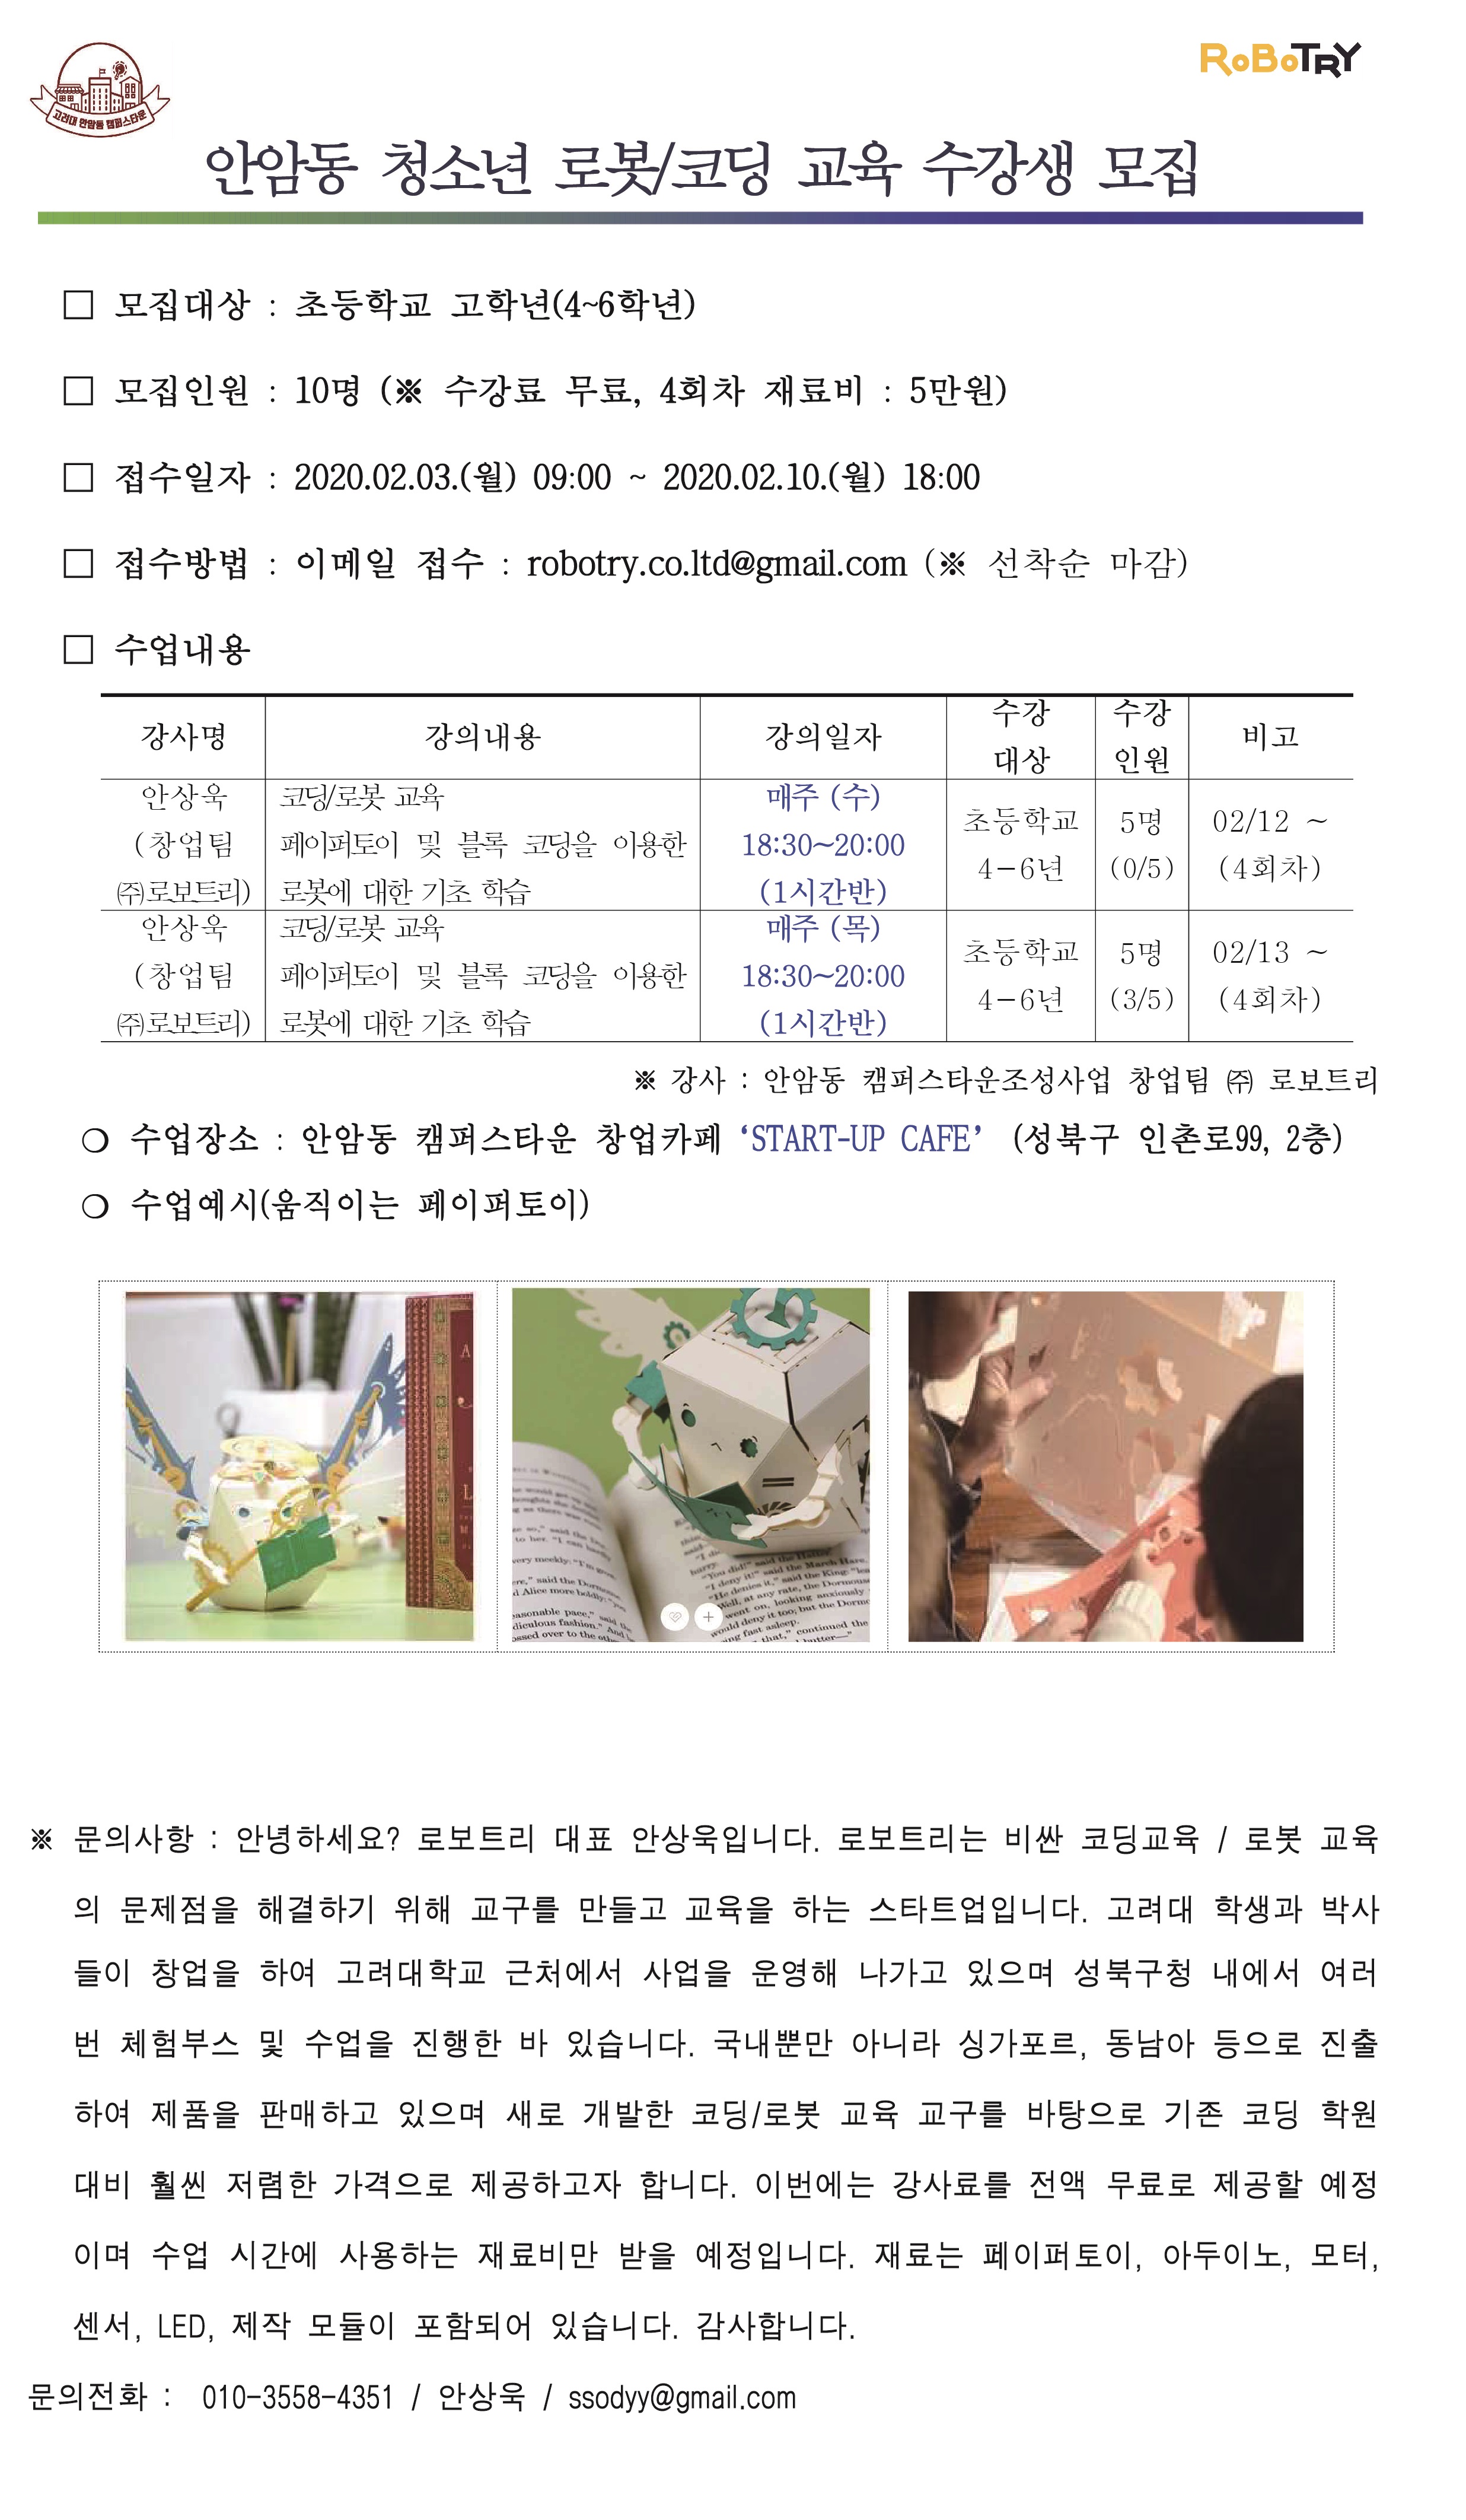 고려대 안암동 캠퍼스타운
RoBoTRY
안암동 청소년 로봇/코딩 교육 수강생 모집
□ 모집대상 : 초등학교 고학년(4~6학년)
□ 모집인원 : 10명 (※ 수강료 무료, 4회차 재료비 : 5만원)
□ 접수일자 : 2020.02.03.(월) 09:00 ~ 2020.02.10.(월) 18:00
□ 접수방법 : 이메일 접수 : robotry.co.ltd@gmail.com (※ 선착순 마감)
□ 수업내용
강사명 강의내용 강의일자 수강 대상 수강 인원 비고
안상욱 코딩/로봇 교육 매주 (수)
(창업팀 페이퍼토이 및 블록 코딩을 이용한 18:30~20:00 초등학교 5명 02/12 ~
㈜로보트리) 로봇에 대한 기초 학습 (1시간반) 4-6년 (0/5) (4회차)
안상욱 코딩/로봇 교육 매주 (목)
(창업팀 페이퍼토이 및 블록 코딩을 이용한 18:30~20:00 초등학교 5명 02/13 ~
㈜로보트리) 로봇에 대한 기초 학습 (1시간반) 4-6년 (3/5) (4회차)
※ 강사 : 안암동 캠퍼스타운조성사업 창업팀 ㈜ 로보트리
❍ 수업장소 : 안암동 캠퍼스타운 창업카페 ‘START-UP CAFE’ (성북구 인촌로99, 2층)
❍ 수업예시(움직이는 페이퍼토이)
※ 문의사항 : 안녕하세요? 로보트리 대표 안상욱입니다. 로보트리는 비싼 코딩교육 / 로봇 교육
의 문제점을 해결하기 위해 교구를 만들고 교육을 하는 스타트업입니다. 고려대 학생과 박사
들이 창업을 하여 고려대학교 근처에서 사업을 운영해 나가고 있으며 성북구청 내에서 여러
번 체험부스 및 수업을 진행한 바 있습니다. 국내뿐만 아니라 싱가포르, 동남아 등으로 진출
하여 제품을 판매하고 있으며 새로 개발한 코딩/로봇 교육 교구를 바탕으로 기존 코딩 학원
대비 훨씬 저렴한 가격으로 제공하고자 합니다. 이번에는 강사료를 전액 무료로 제공할 예정
이며 수업 시간에 사용하는 재료비만 받을 예정입니다. 재료는 페이퍼토이, 아두이노, 모터,
센서, LED, 제작 모듈이 포함되어 있습니다. 감사합니다.
문의전화 : 010-3558-4351 / 안상욱 / ssodyy@gmail.com